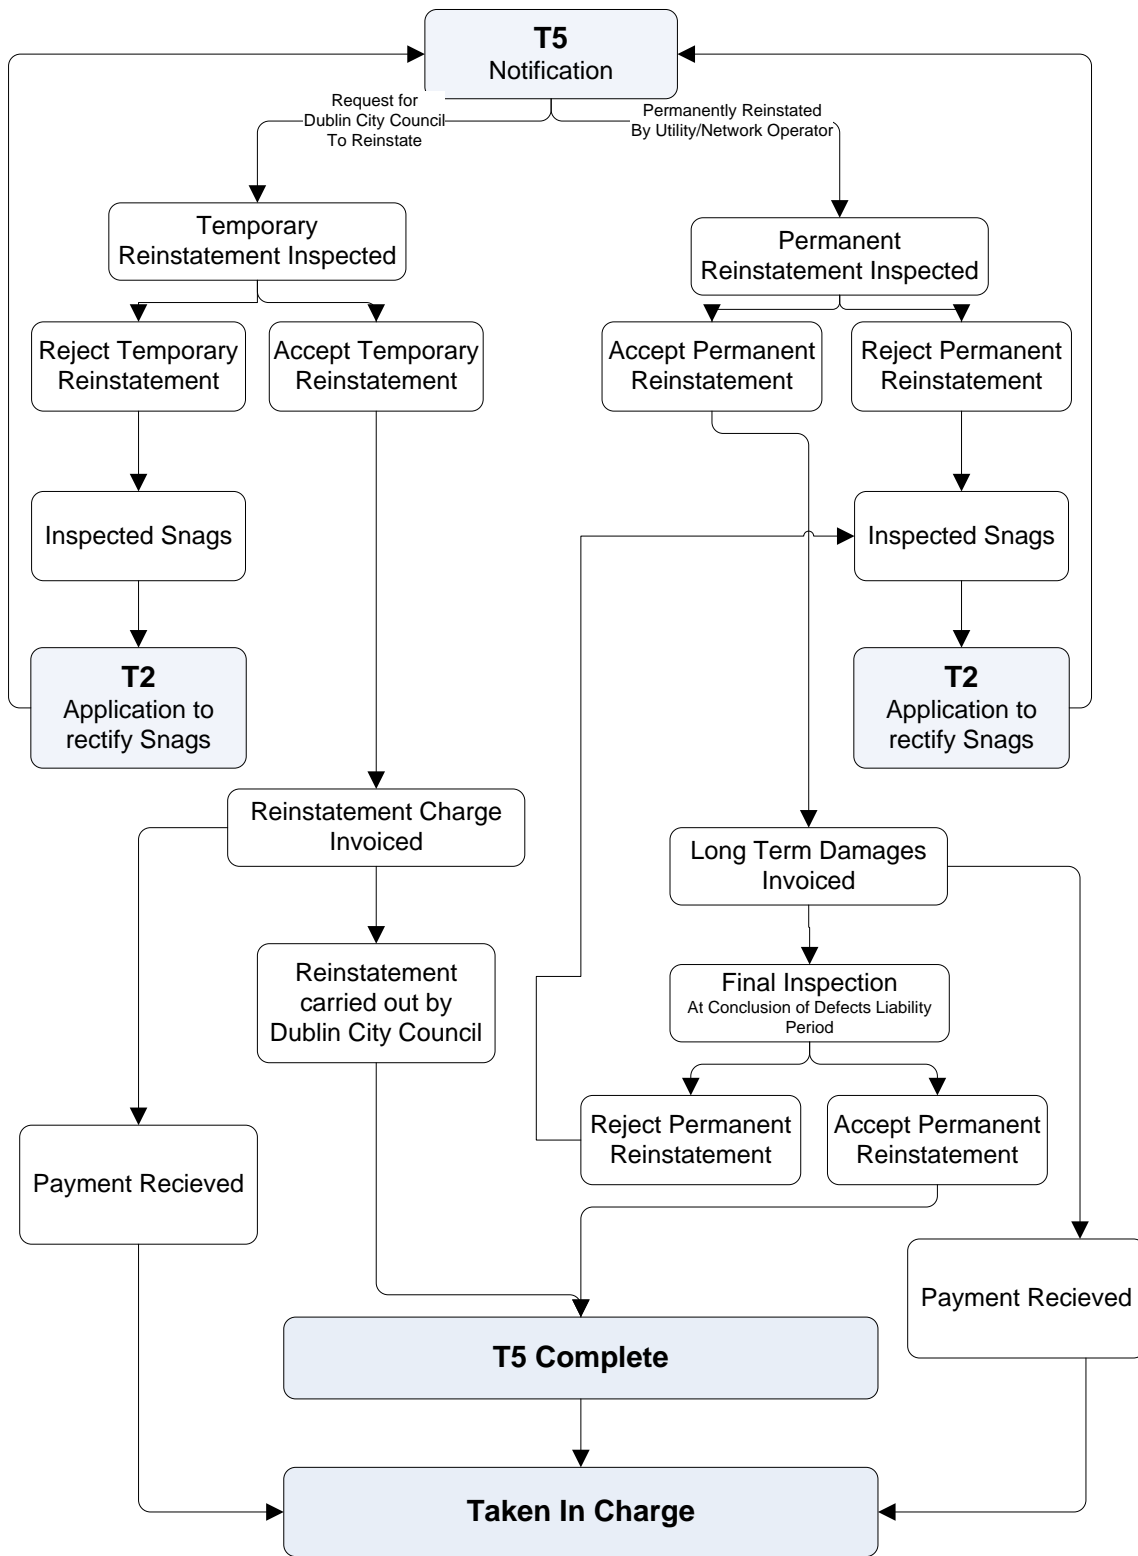 T5
Notification
Request for
Dublin City Council
To Reinstate
Permanently Reinstated
By Utility/Network Operator
Temporary
Reinstatement Inspected
Permanent
Reinstatement Inspected
Reject Temporary
Reinstatement
Accept Temporary
Reinstatement
Accept Permanent
Reinstatement
Reject Permanent
Reinstatement
Inspected Snags
Inspected Snags
T2
Application to
rectify Snags
T2
Application to
rectify Snags
Reinstatement Charge
Invoiced
Long Term Damages
Invoiced
Reinstatement
carried out by
Dublin City Council
Final Inspection
At Conclusion of Defects Liability
Period
Reject Permanent
Reinstatement
Accept Permanent
Reinstatement
Payment Recieved
Payment Recieved
T5 Complete
Taken In Charge